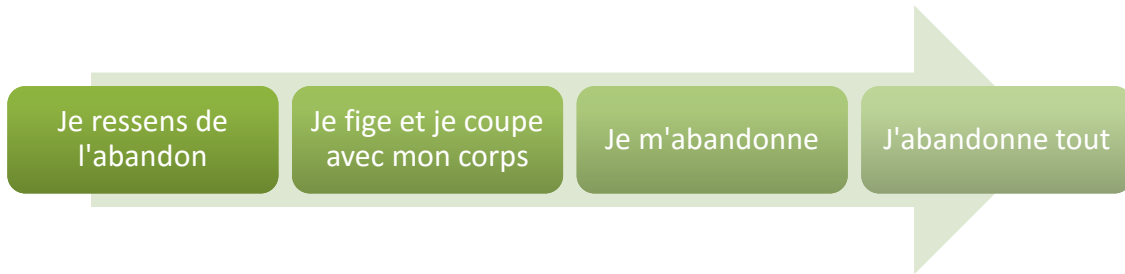 Je ressens de
l'abandon
Je fige et je coupe
avec mon corps
Je m'abandonne
J'abandonne tout